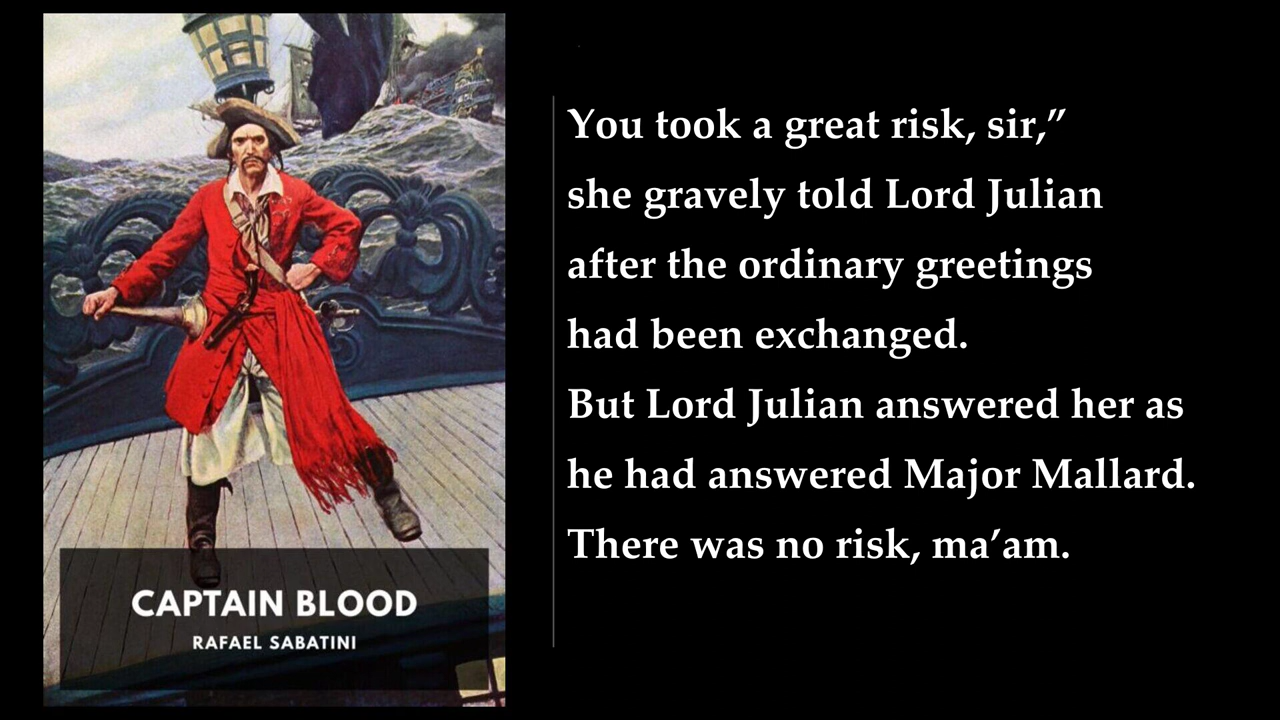 CAPTAIN BLOOD
RAFAEL SABATINI
You took a great risk, sir,”
she gravely told Lord Julian
after the ordinary greetings
had been exchanged.
But Lord Julian answered her as
he had answered Major Mallard.
There was no risk, ma’am.